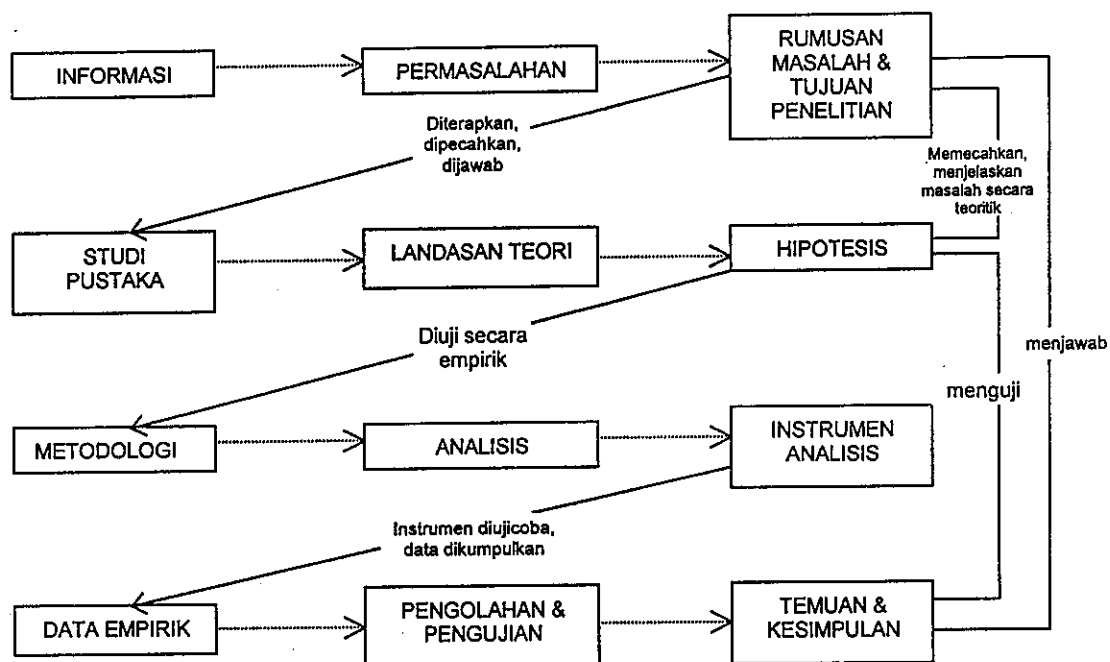 INFORMASI
PERMASALAHAN
RUMUSAN
MASALAH &
TUJUAN
PENELITIAN
Diterapkan,
dipecahkan,
dijawab
Memecahkan,
menjelaskan
masalah secara
teoritik
STUDI
PUSTAKA
LANDASAN TEORI
HIPOTESIS
Diuji secara
empirik
menjawab
menguji
METODOLOGI
ANALISIS
INSTRUMEN
ANALISIS
Instrumen diujicoba,
data dikumpulkan
DATA EMPIRIK
PENGOLAHAN &
PENGUJIAN
TEMUAN &
KESIMPULAN